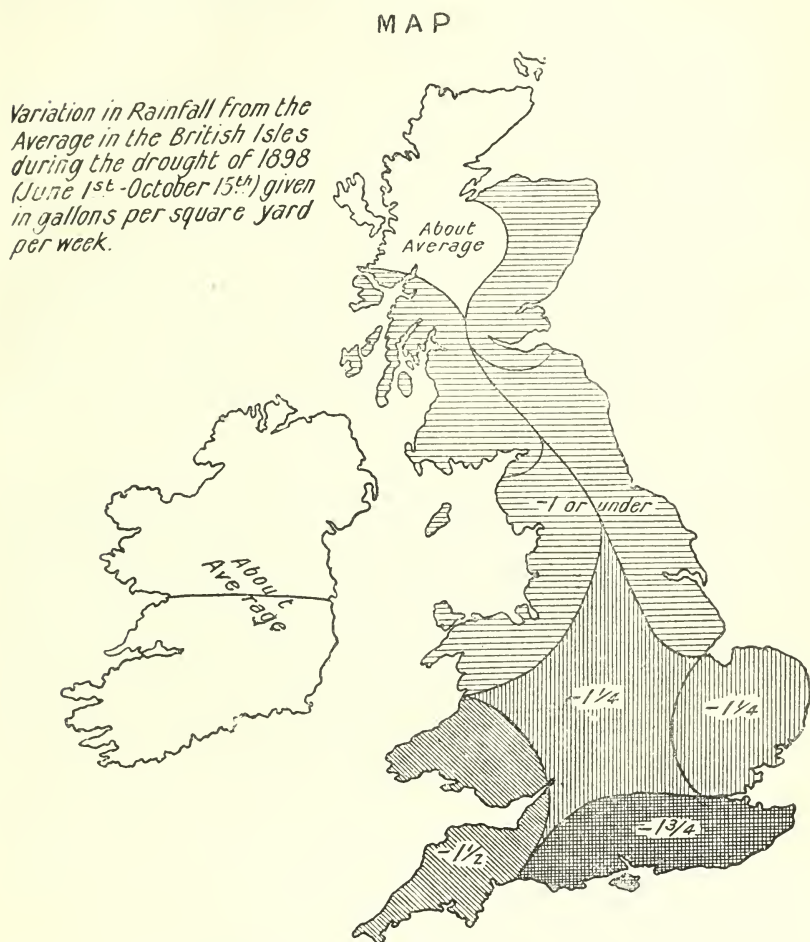 MAP
Variation in Rainfall from the
Average in the British Isles
during the drought of 1898
(June 1st - October 15th) given
in gallons per square yard
per week.
About
Average
-1 or under
About
Average
-1¼
-1¼
-1¾
-1½